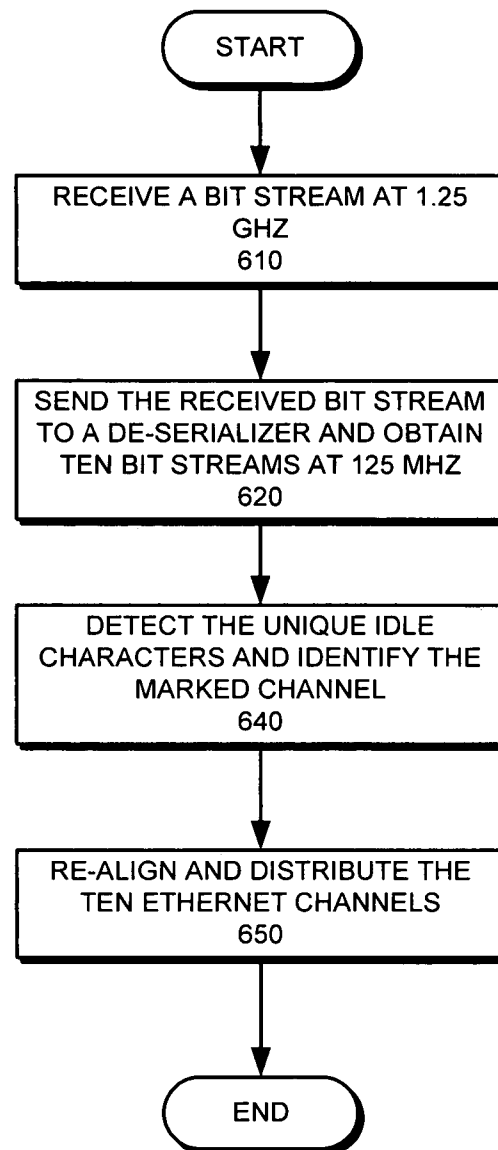 START
RECEIVE A BIT STREAM AT 1.25
GHZ
610
SEND THE RECEIVED BIT STREAM
TO A DE-SERIALIZER AND OBTAIN
TEN BIT STREAMS AT 125 MHZ
620
DETECT THE UNIQUE IDLE
CHARACTERS AND IDENTIFY THE
MARKED CHANNEL
640
RE-ALIGN AND DISTRIBUTE THE
TEN ETHERNET CHANNELS
650
END